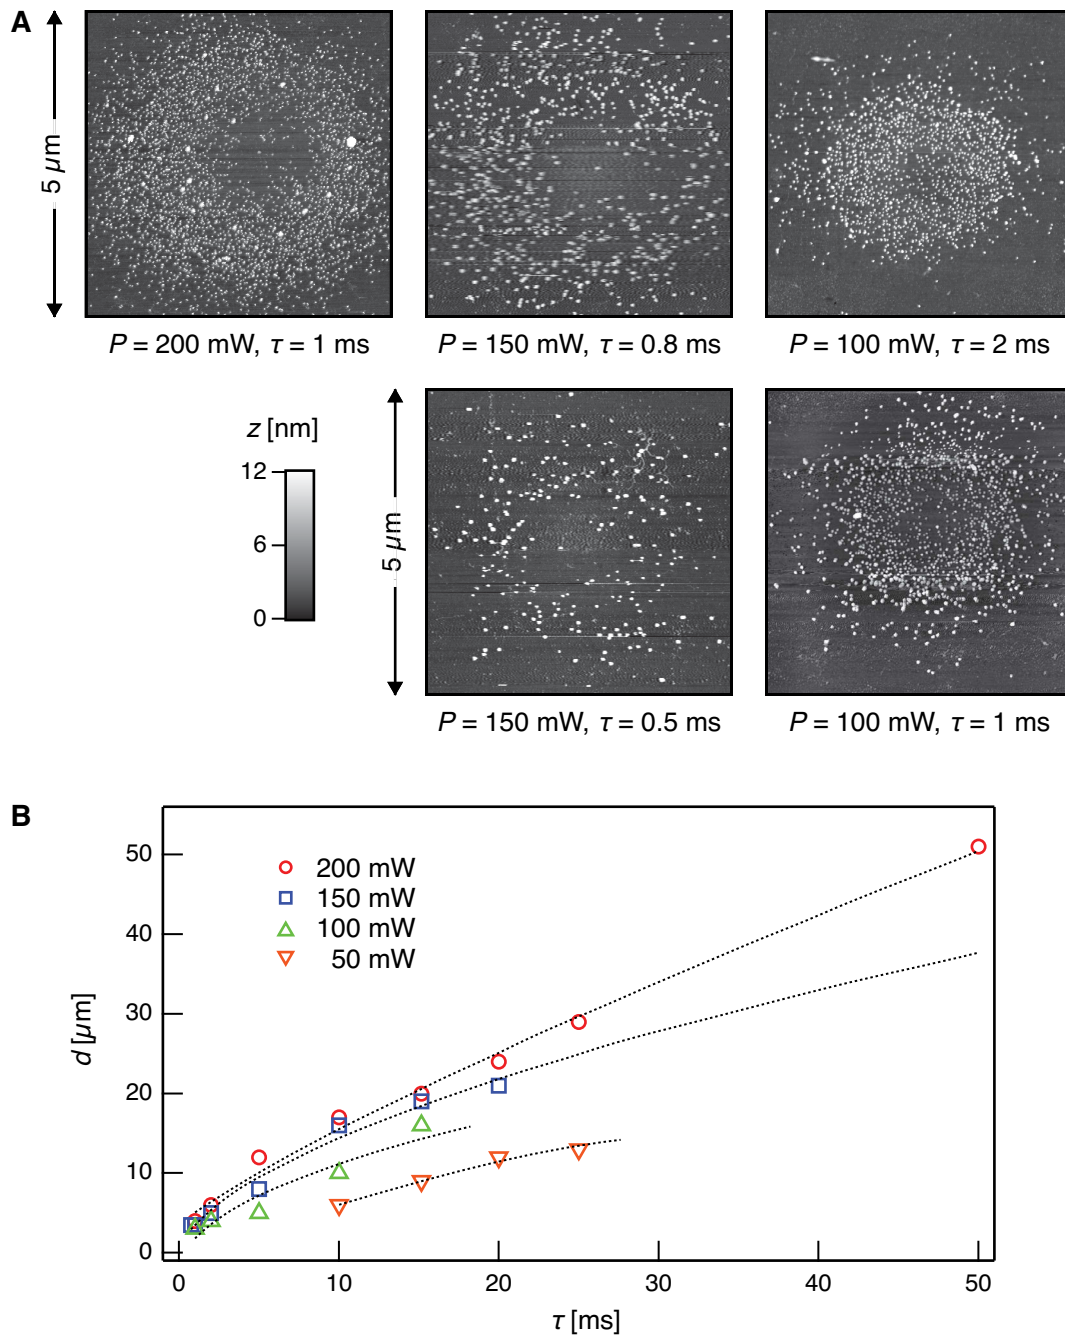 A
5 µm
P = 200 mW, τ = 1 ms
P = 150 mW, τ = 0.8 ms
P = 100 mW, τ = 2 ms
z [nm]
12
6
0
5 µm
P = 150 mW, τ = 0.5 ms
P = 100 mW, τ = 1 ms
B
50
40
30
20
10
0
d [µm]
200 mW
150 mW
100 mW
50 mW
0 10 20 30 40 50
τ [ms]